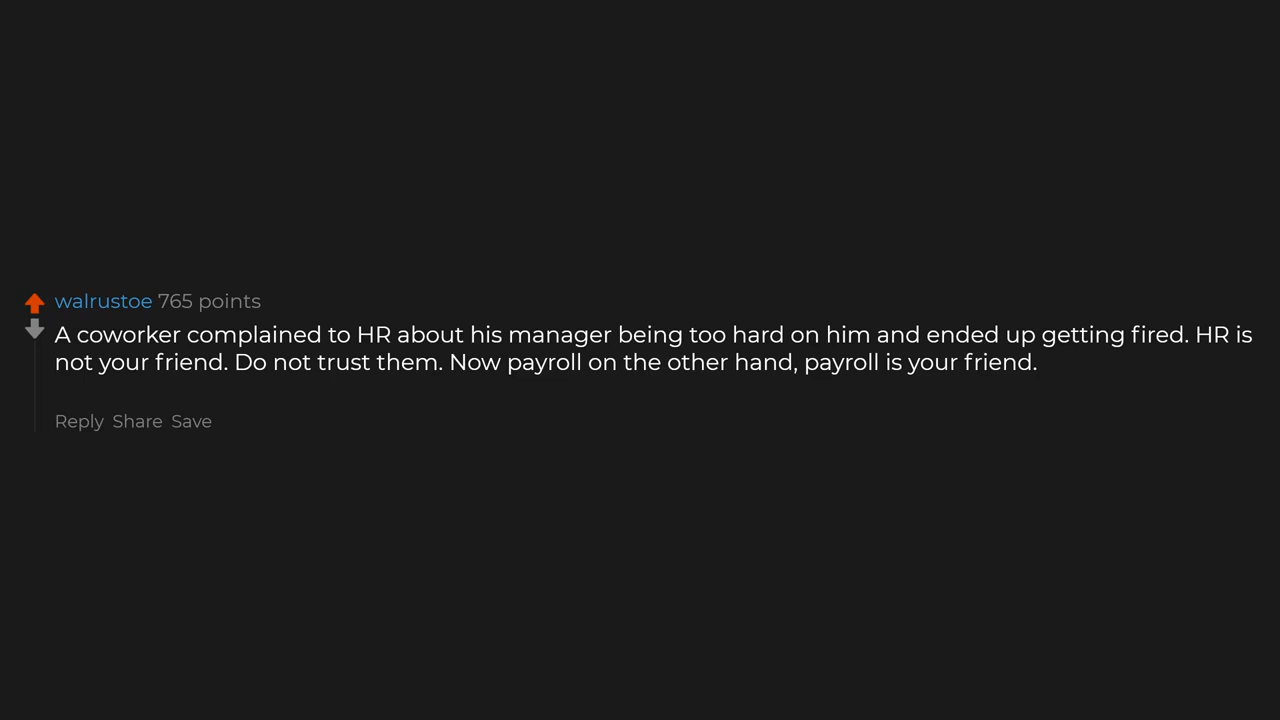 walrustoe 765 points
A coworker complained to HR about his manager being too hard on him and ended up getting fired. HR is
not your friend. Do not trust them. Now payroll on the other hand, payroll is your friend.
Reply Share Save